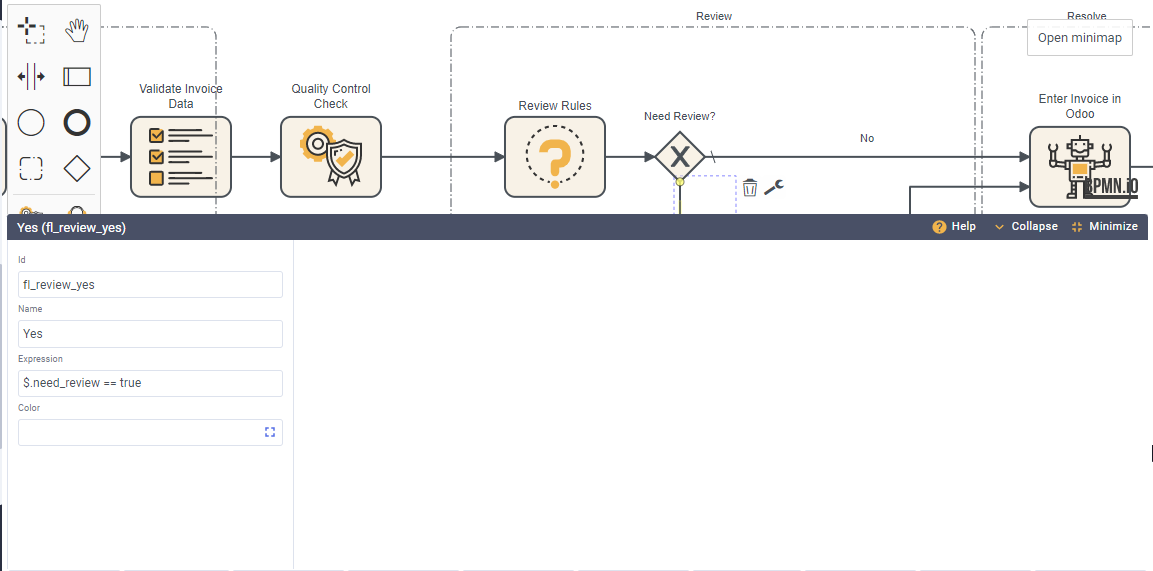 Review
Resolve
Open minimap
Validate Invoice
Data
Quality Control
Check
Review Rules
Need Review?
No
Enter Invoice in
Odoo
BPMN.iO
Yes (fl_review_yes)
Help
Collapse
Minimize
Id
fl_review_yes
Name
Yes
Expression
$.need_review == true
Color